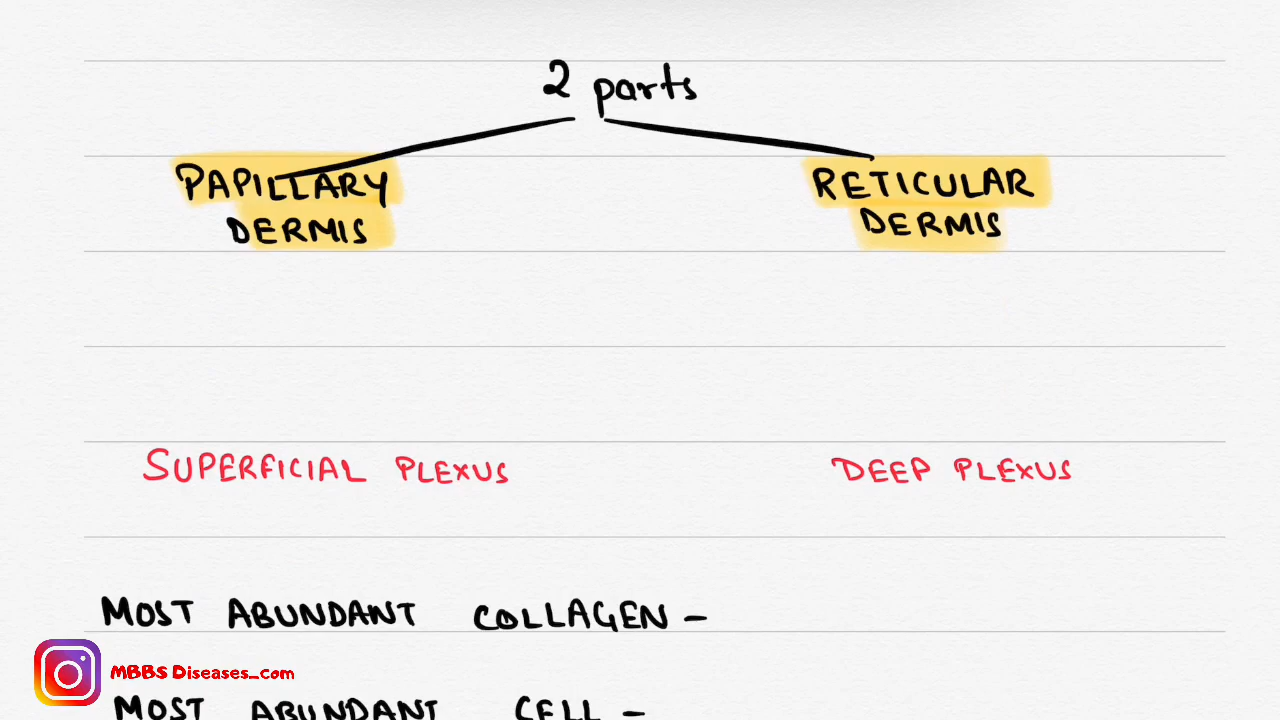 2 parts
PAPILLARY DERMIS
RETICULAR DERMIS
SUPERFICIAL PLEXUS
DEEP PLEXUS
MOST ABUNDANT COLLAGEN -
MBBS Diseases_com
MOST ABUNDANT CELL -